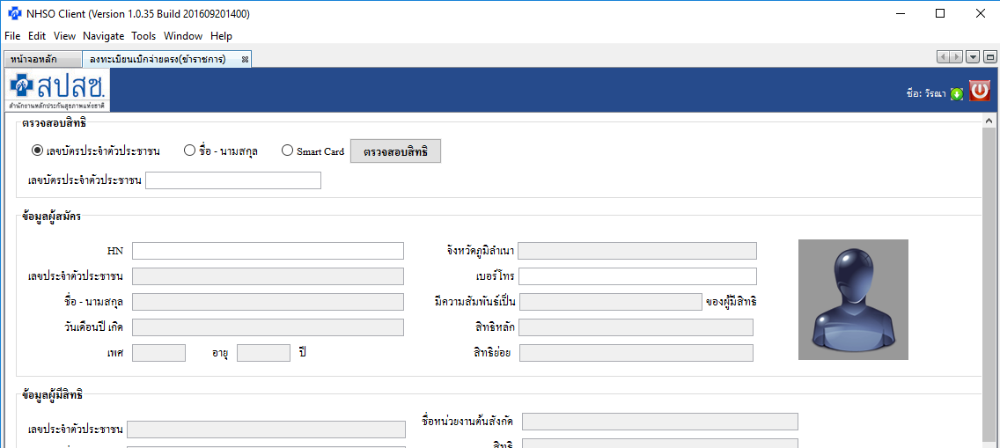 NHSO Client (Version 1.0.35 Build 201609201400)
File Edit View Navigate Tools Window Help
หน้าจอหลัก ลงทะเบียนเบิกจ่ายตรง(ข้าราชการ)
สปสช.
สำนักงานหลักประกันสุขภาพแห่งชาติ
ชื่อ: วิรณา
ตรวจสอบสิทธิ
เลขบัตรประจำตัวประชาชน ชื่อ - นามสกุล Smart Card ตรวจสอบสิทธิ
เลขบัตรประจำตัวประชาชน
ข้อมูลผู้สมัคร
HN จังหวัดภูมิลำเนา
เลขประจำตัวประชาชน เบอร์โทร
ชื่อ - นามสกุล มีความสัมพันธ์เป็น ของผู้มีสิทธิ
วันเดือนปี เกิด สิทธิหลัก
เพศ อายุ ปี สิทธิย่อย
ข้อมูลผู้มีสิทธิ
เลขประจำตัวประชาชน ชื่อหน่วยงานต้นสังกัด
สิทธิ